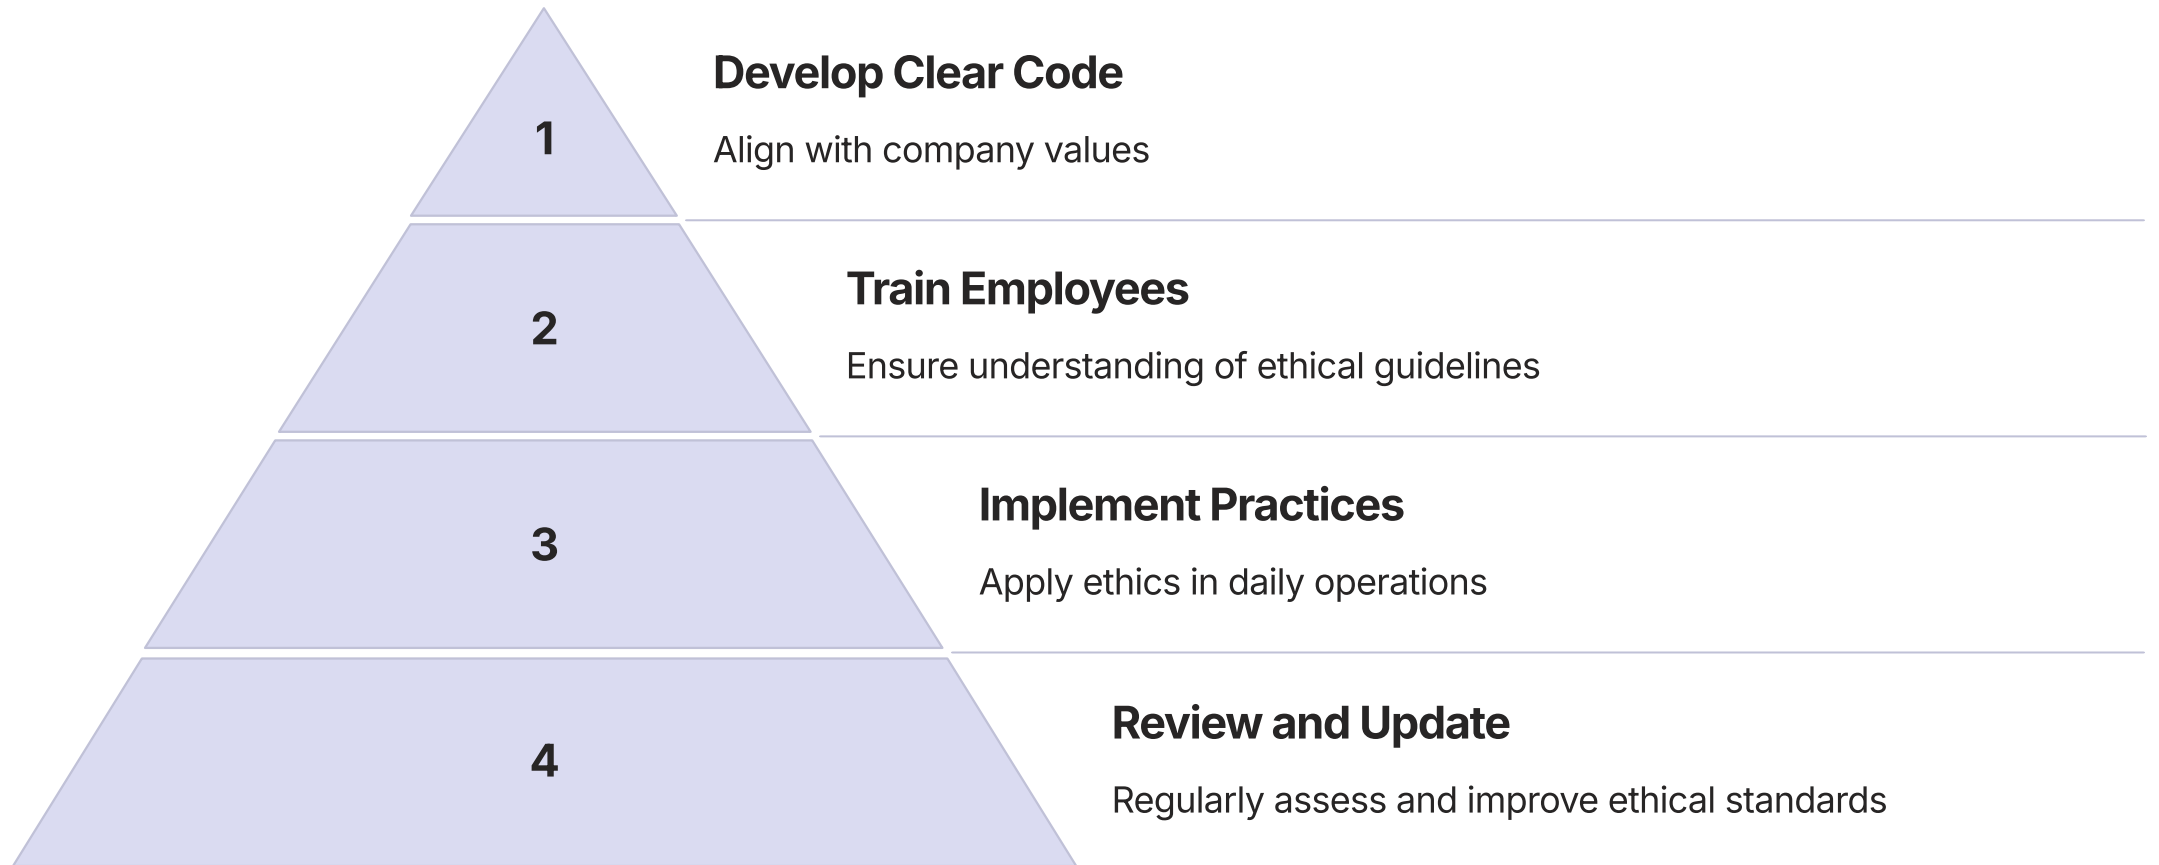 1
Develop Clear Code
Align with company values
2
Train Employees
Ensure understanding of ethical guidelines
3
Implement Practices
Apply ethics in daily operations
4
Review and Update
Regularly assess and improve ethical standards